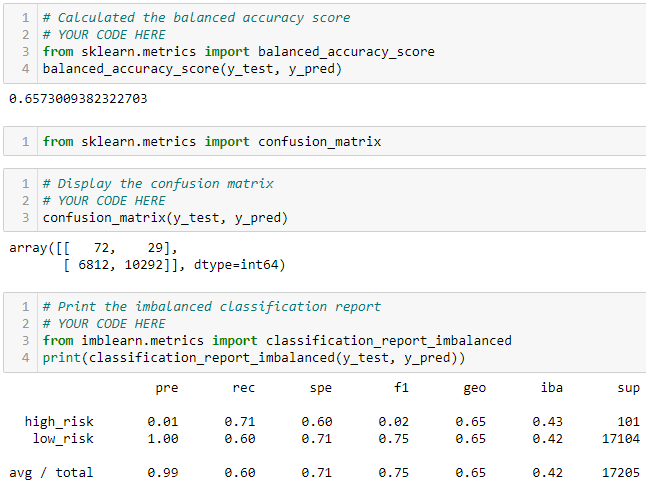 1 # Calculated the balanced accuracy score
2 # YOUR CODE HERE
3 from sklearn.metrics import balanced_accuracy_score
4 balanced_accuracy_score(y_test, y_pred)
0.6573009382322703
1 from sklearn.metrics import confusion_matrix
1 # Display the confusion matrix
2 # YOUR CODE HERE
3 confusion_matrix(y_test, y_pred)
array([[   72,    29],
       [ 6812, 10292]], dtype=int64)
1 # Print the imbalanced classification report
2 # YOUR CODE HERE
3 from imblearn.metrics import classification_report_imbalanced
4 print(classification_report_imbalanced(y_test, y_pred))
pre rec spe f1 geo iba sup
high_risk 0.01 0.71 0.60 0.02 0.65 0.43 101
low_risk 1.00 0.60 0.71 0.75 0.65 0.42 17104
avg / total 0.99 0.60 0.71 0.75 0.65 0.42 17205